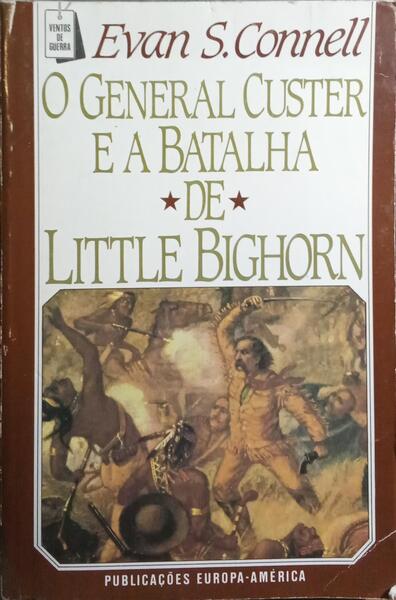 VENTOS
DE
GUERRA
Evan S. Connell
O GENERAL CUSTER
E A BATALHA
★ DE ★
LITTLE BIGHORN
PUBLICAÇÕES EUROPA-AMÉRICA